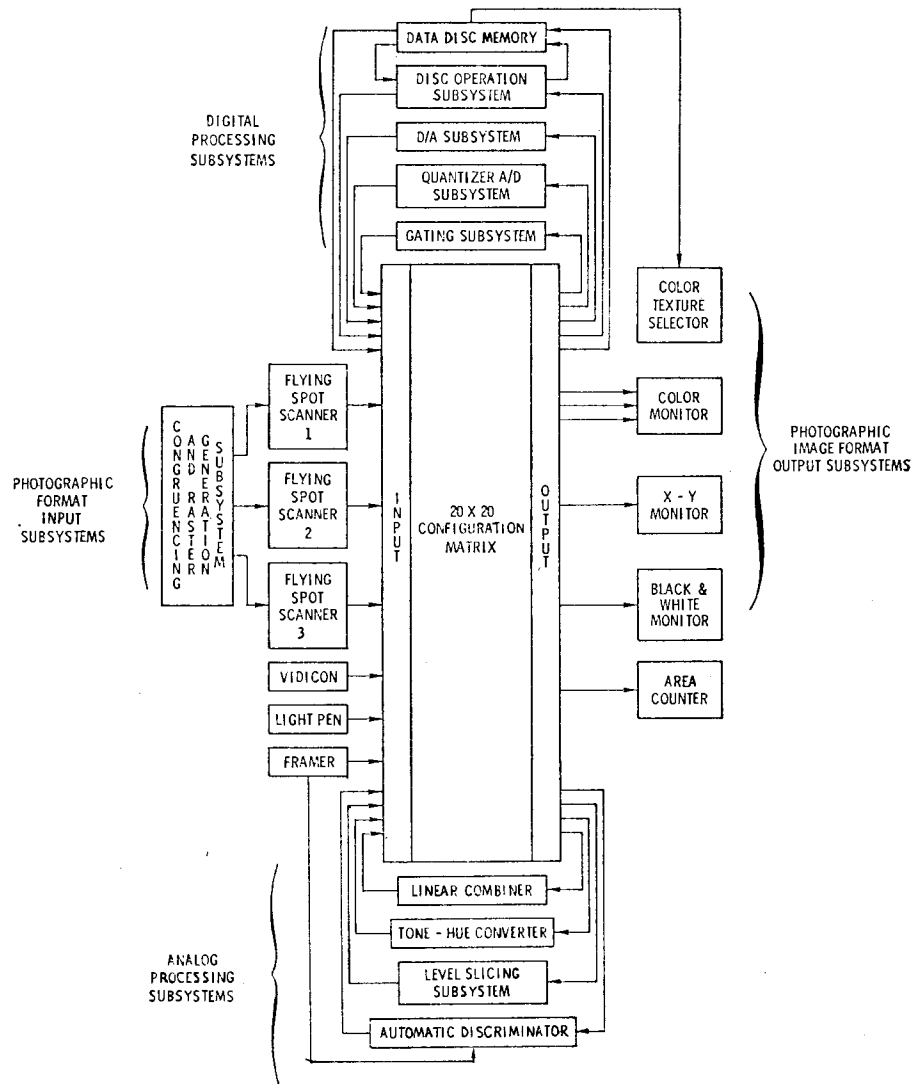 DATA DISC MEMORY
DISC OPERATION
SUBSYSTEM
DIGITAL
PROCESSING
SUBSYSTEMS
D/A SUBSYSTEM
QUANTIZER A/D
SUBSYSTEM
GATING SUBSYSTEM
COLOR
TEXTURE
SELECTOR
PHOTOGRAPHIC
FORMAT
INPUT
SUBSYSTEMS
CONGRUENCING
AND RASTER
GENERATION
SUBSYSTEM
FLYING
SPOT
SCANNER
1
FLYING
SPOT
SCANNER
2
FLYING
SPOT
SCANNER
3
VIDICON
LIGHT PEN
FRAMER
INPUT
20 X 20
CONFIGURATION
MATRIX
OUTPUT
COLOR
MONITOR
X - Y
MONITOR
BLACK &
WHITE
MONITOR
AREA
COUNTER
PHOTOGRAPHIC
IMAGE FORMAT
OUTPUT SUBSYSTEMS
ANALOG
PROCESSING
SUBSYSTEMS
LINEAR COMBINER
TONE - HUE CONVERTER
LEVEL SLICING
SUBSYSTEM
AUTOMATIC DISCRIMINATOR